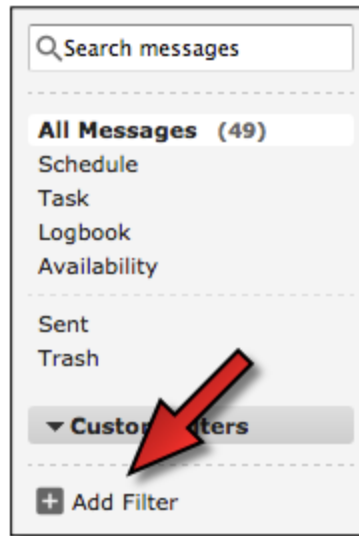 Search messages
All Messages (49)
Schedule
Task
Logbook
Availability
Sent
Trash
Add Filter